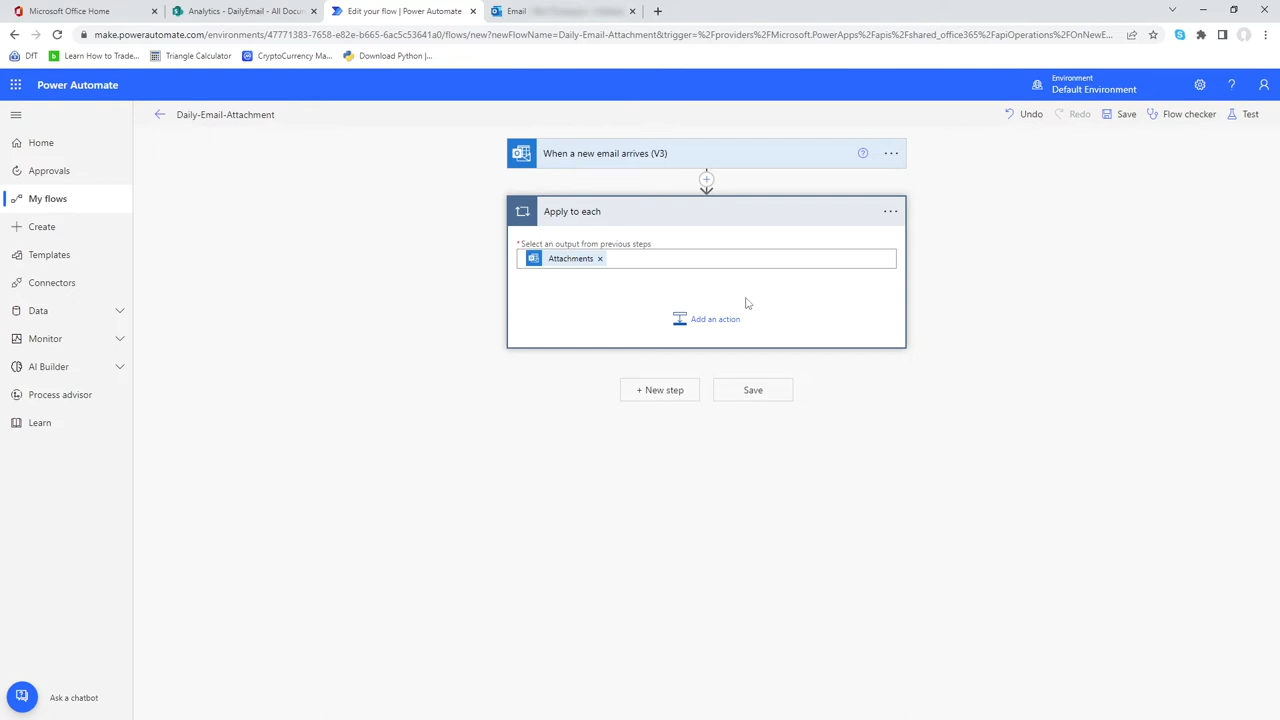 Microsoft Office Home
Analytics - DailyEmail - All Docu
Edit your flow | Power Automate
Email
make.powerautomate.com/environments/47771383-7658-e82e-b665-6ac5c53641a0/flows/new?newFlowName=Daily-Email-Attachment&trigger=%2Fproviders%2FMicrosoft.PowerApps%2Fapis%2Fshared_office365%2FapiOperations%2FOnNewE...
DfT
Learn How to Trade...
Triangle Calculator
CryptoCurrency Ma...
Download Python |...
Power Automate
Environment
Default Environment
Daily-Email-Attachment
Undo
Redo
Save
Flow checker
Test
Home
Approvals
My flows
Create
Templates
Connectors
Data
Monitor
AI Builder
Process advisor
Learn
When a new email arrives (V3)
Apply to each
* Select an output from previous steps
Attachments
Add an action
+ New step
Save
Ask a chatbot